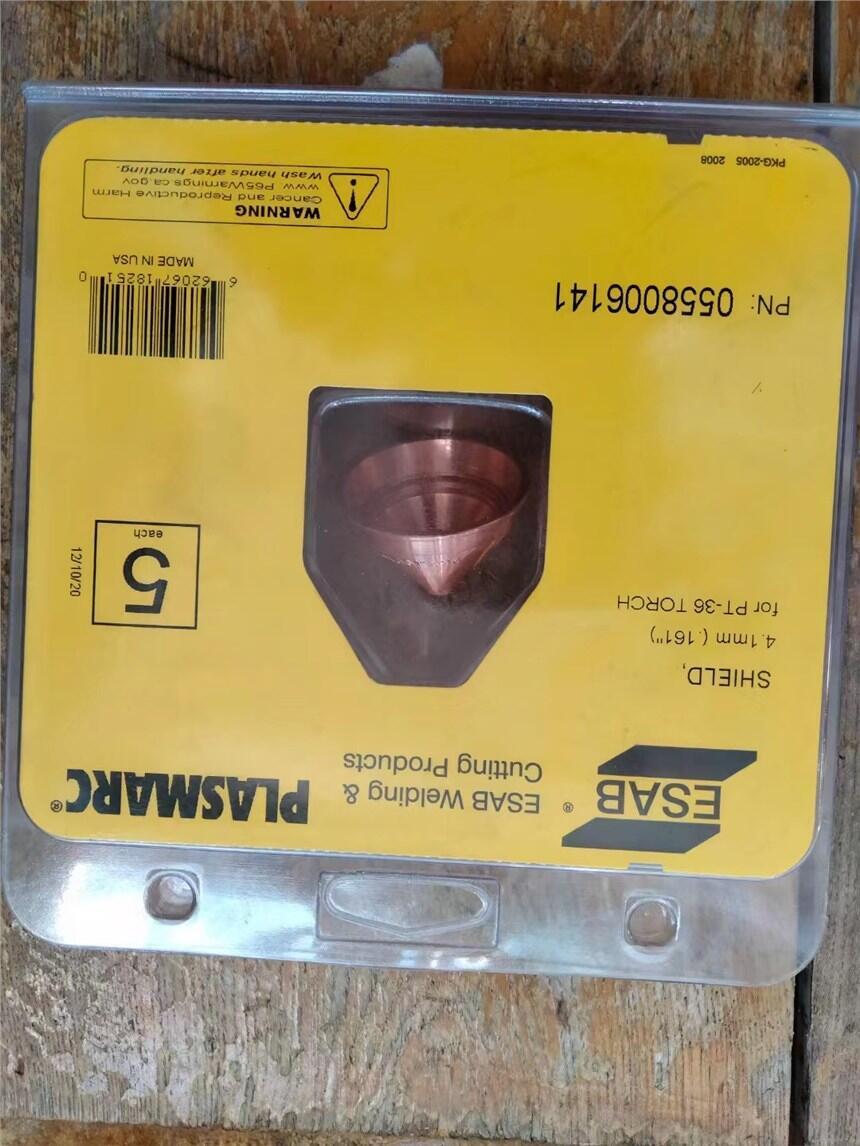 ESAB®
ESAB Welding &
Cutting Products
PLASMARC®
SHIELD,
4.1mm (.161")
for PT-36 TORCH
5
each
12/10/20
PN: 0558006141
6 62067 18251 0
MADE IN USA
WARNING
Cancer and Reproductive Harm
www. P65Warnings.ca.gov
Wash hands after handling.
PKG-2005 2008